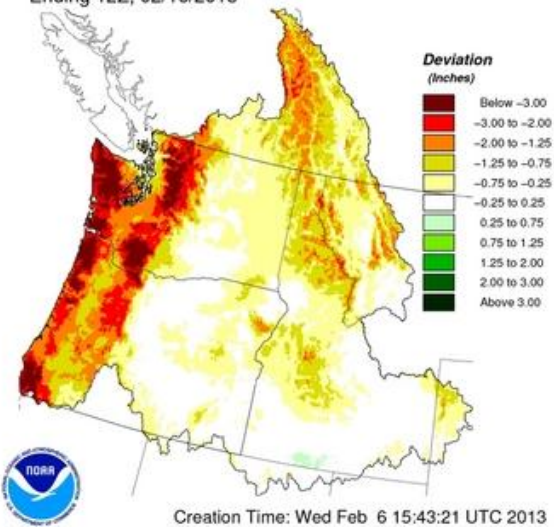 Ending 12Z,
Deviation
(Inches)
Below −3.00
−3.00 to −2.00
−2.00 to −1.25
−1.25 to −0.75
−0.75 to −0.25
−0.25 to 0.25
0.25 to 0.75
0.75 to 1.25
1.25 to 2.00
2.00 to 3.00
Above 3.00
NOAA
Creation Time: Wed Feb 6 15:43:21 UTC 2013